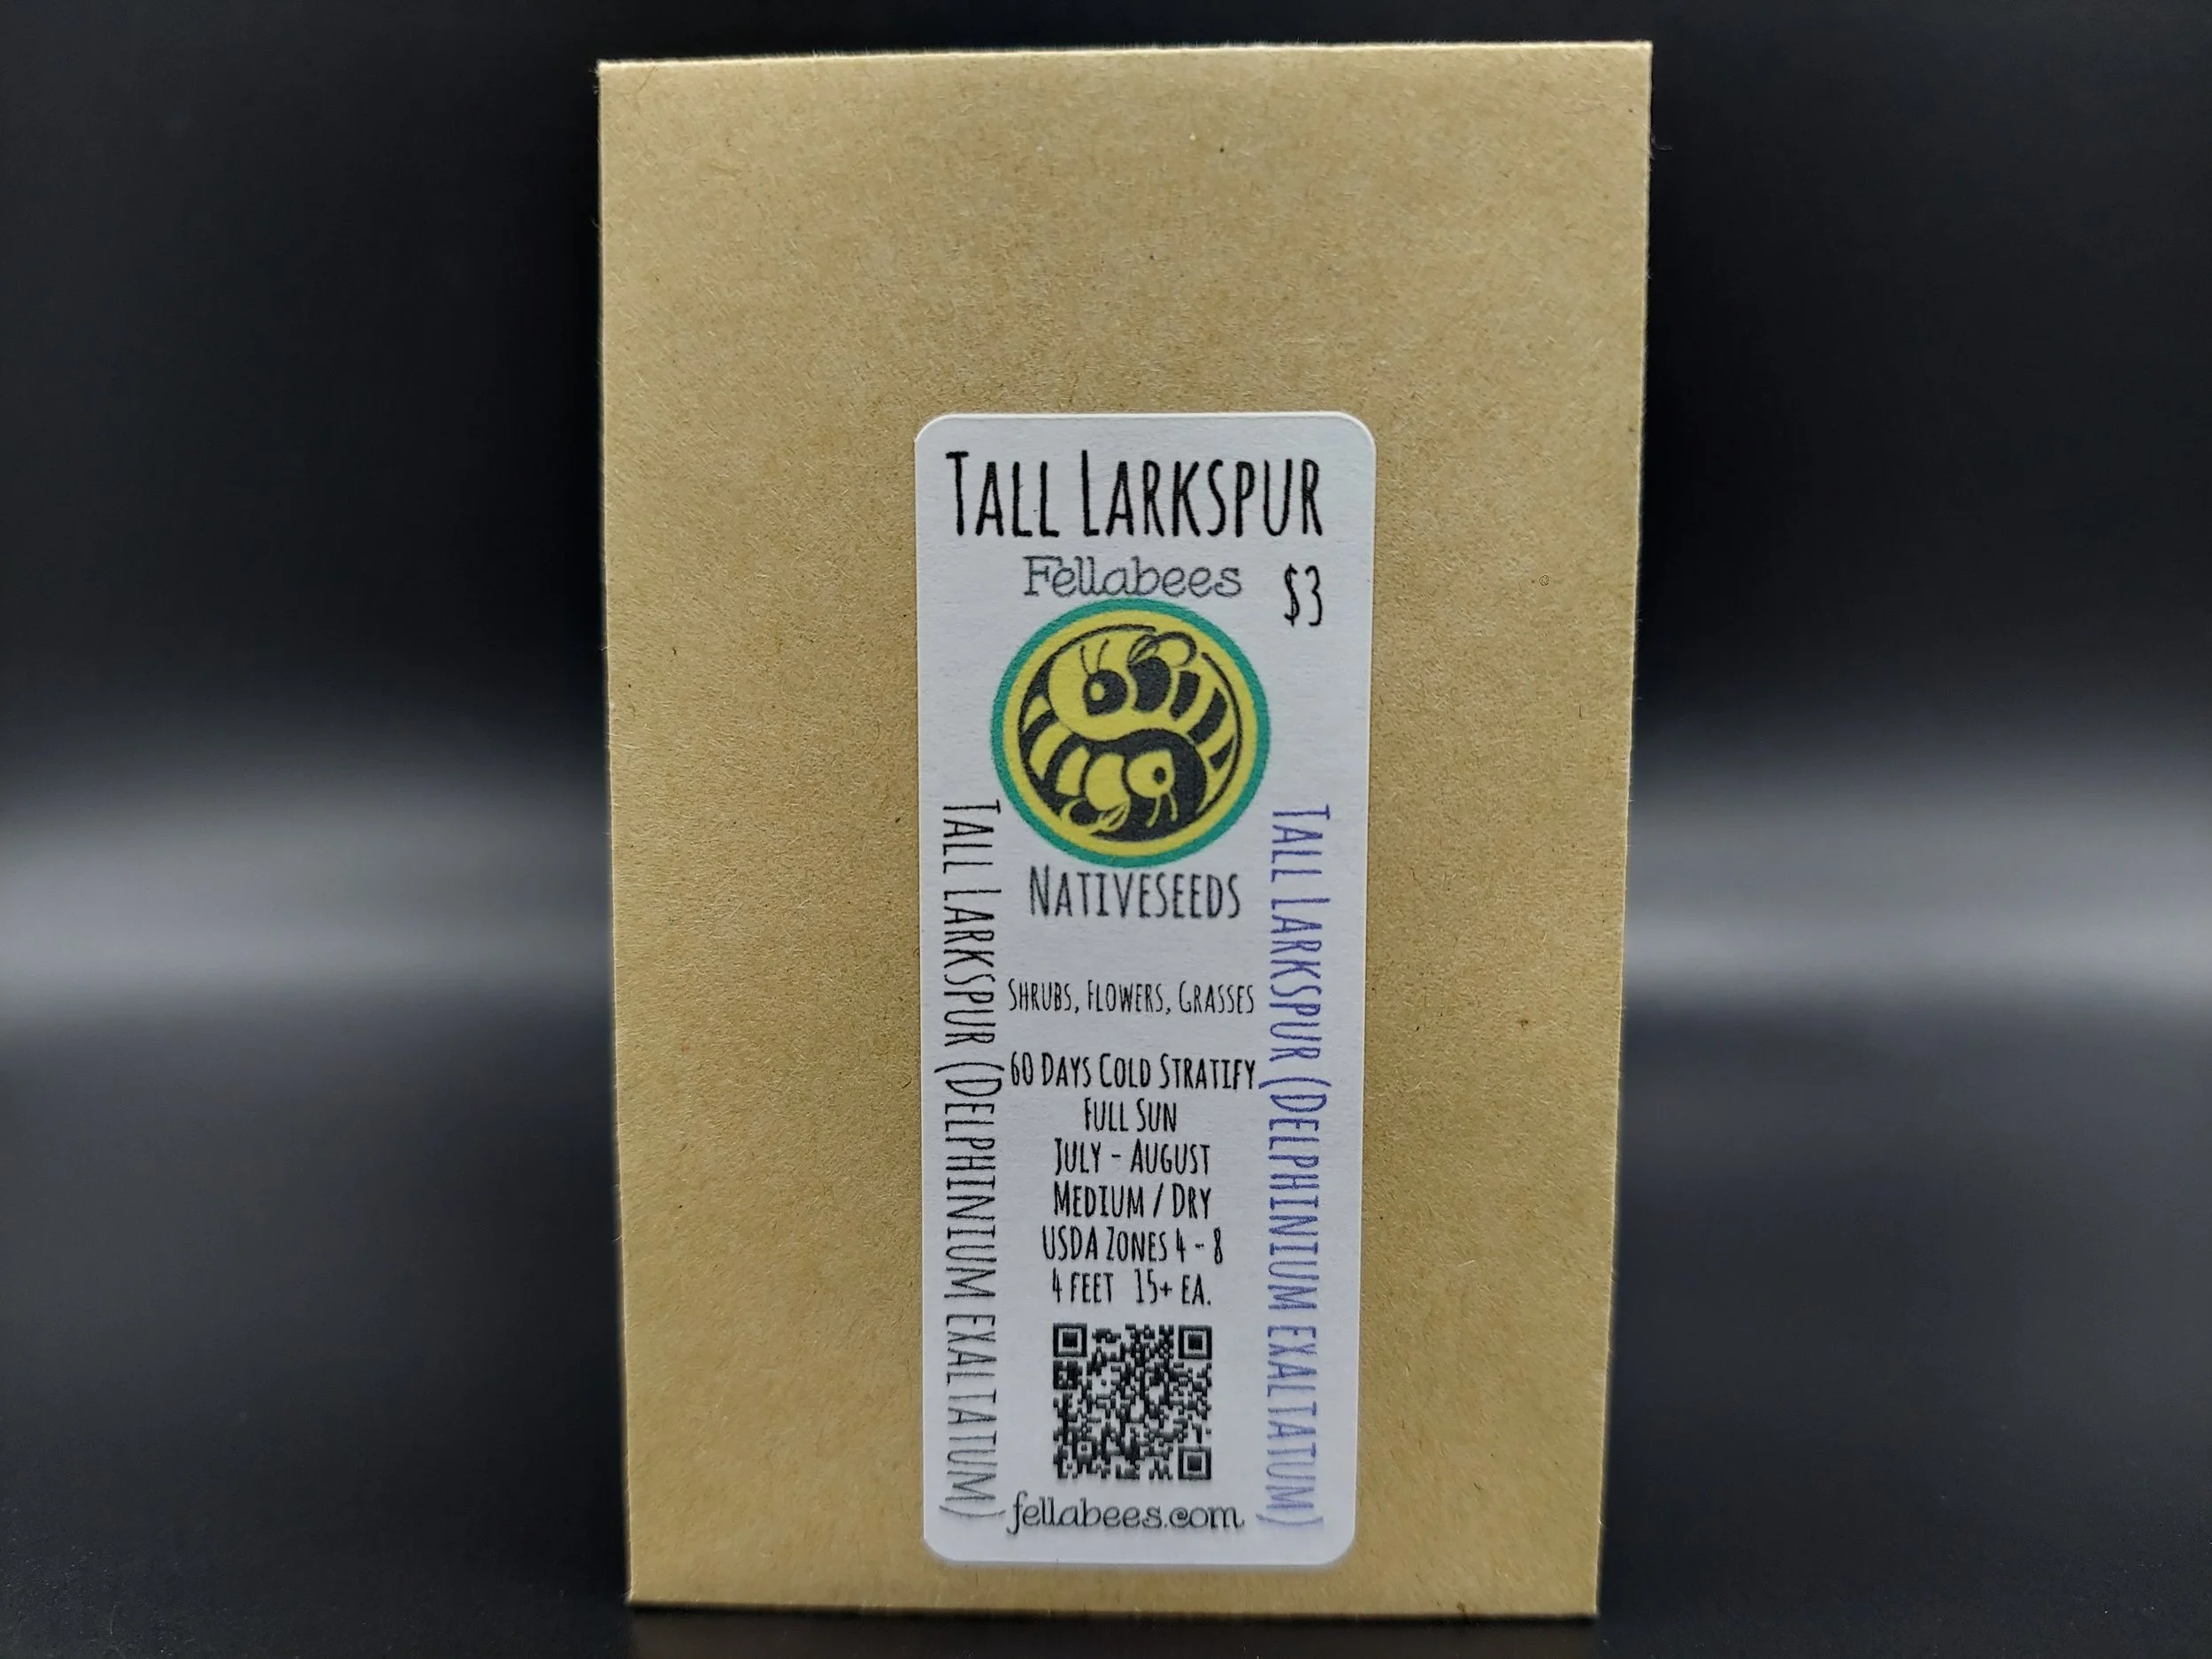 Tall Larkspur
Fellabees
$3
Nativeseeds
Tall Larkspur (Delphinium exaltatum)
Tall Larkspur (Delphinium exaltatum)
Shrubs, Flowers, Grasses
60 Days Cold Stratify
Full Sun
July - August
Medium / Dry
USDA Zones 4 - 8
4 feet 15+ ea.
fellabees.com